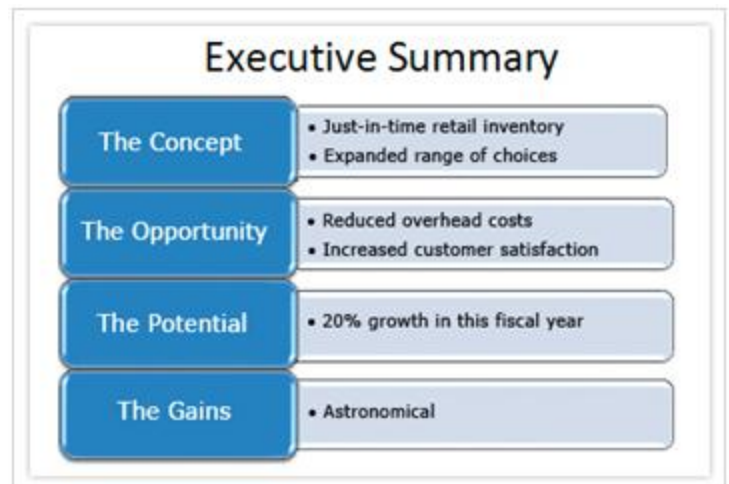 Executive Summary
The Concept
• Just-in-time retail inventory
• Expanded range of choices
The Opportunity
• Reduced overhead costs
• Increased customer satisfaction
The Potential
• 20% growth in this fiscal year
The Gains
• Astronomical